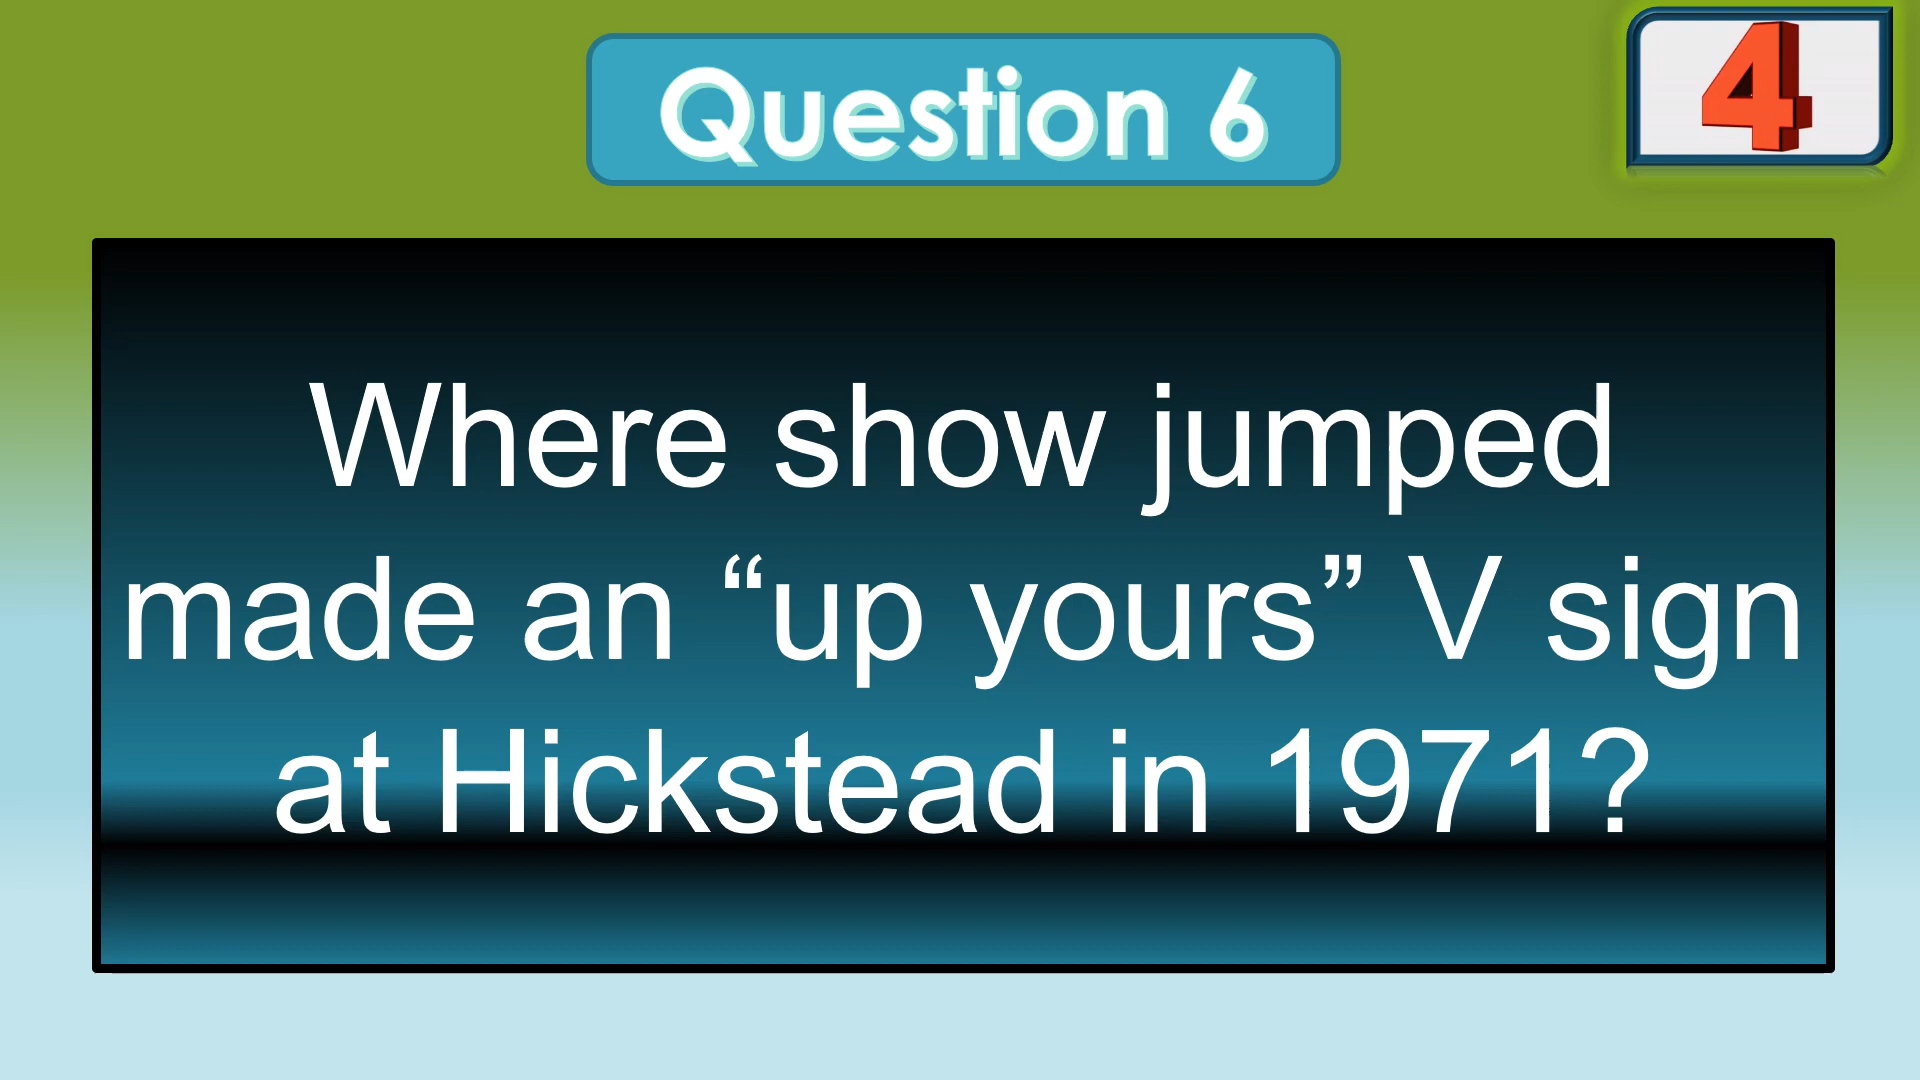 Question 6
4
Where show jumped
made an “up yours” V sign
at Hickstead in 1971?